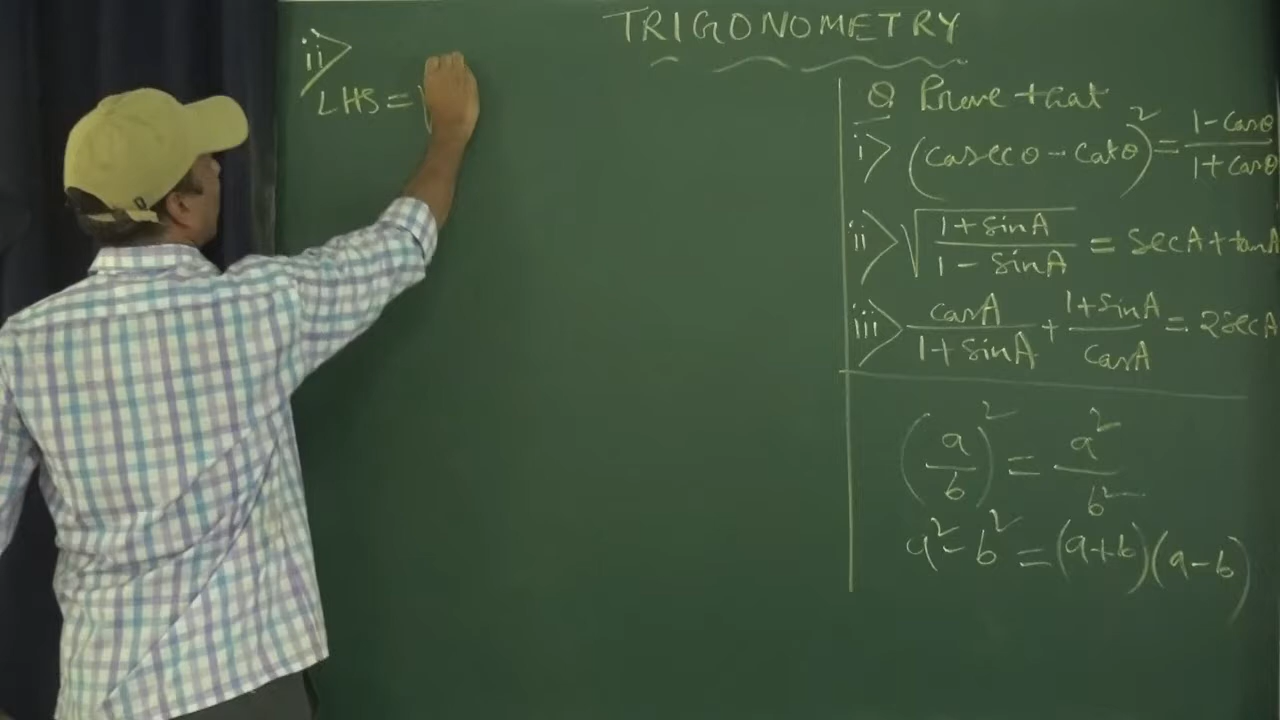 TRIGONOMETRY
ii>
LHS = √
Q Prove that
i> (cosecθ - cotθ)² = 1 - cosθ / 1 + cosθ
ii> √(1 + sinA / 1 - sinA) = secA + tanA
iii> cosA / 1 + sinA + 1 + sinA / cosA = 2secA
(a/b)² = a²/b²
a² - b² = (a+b)(a-b)